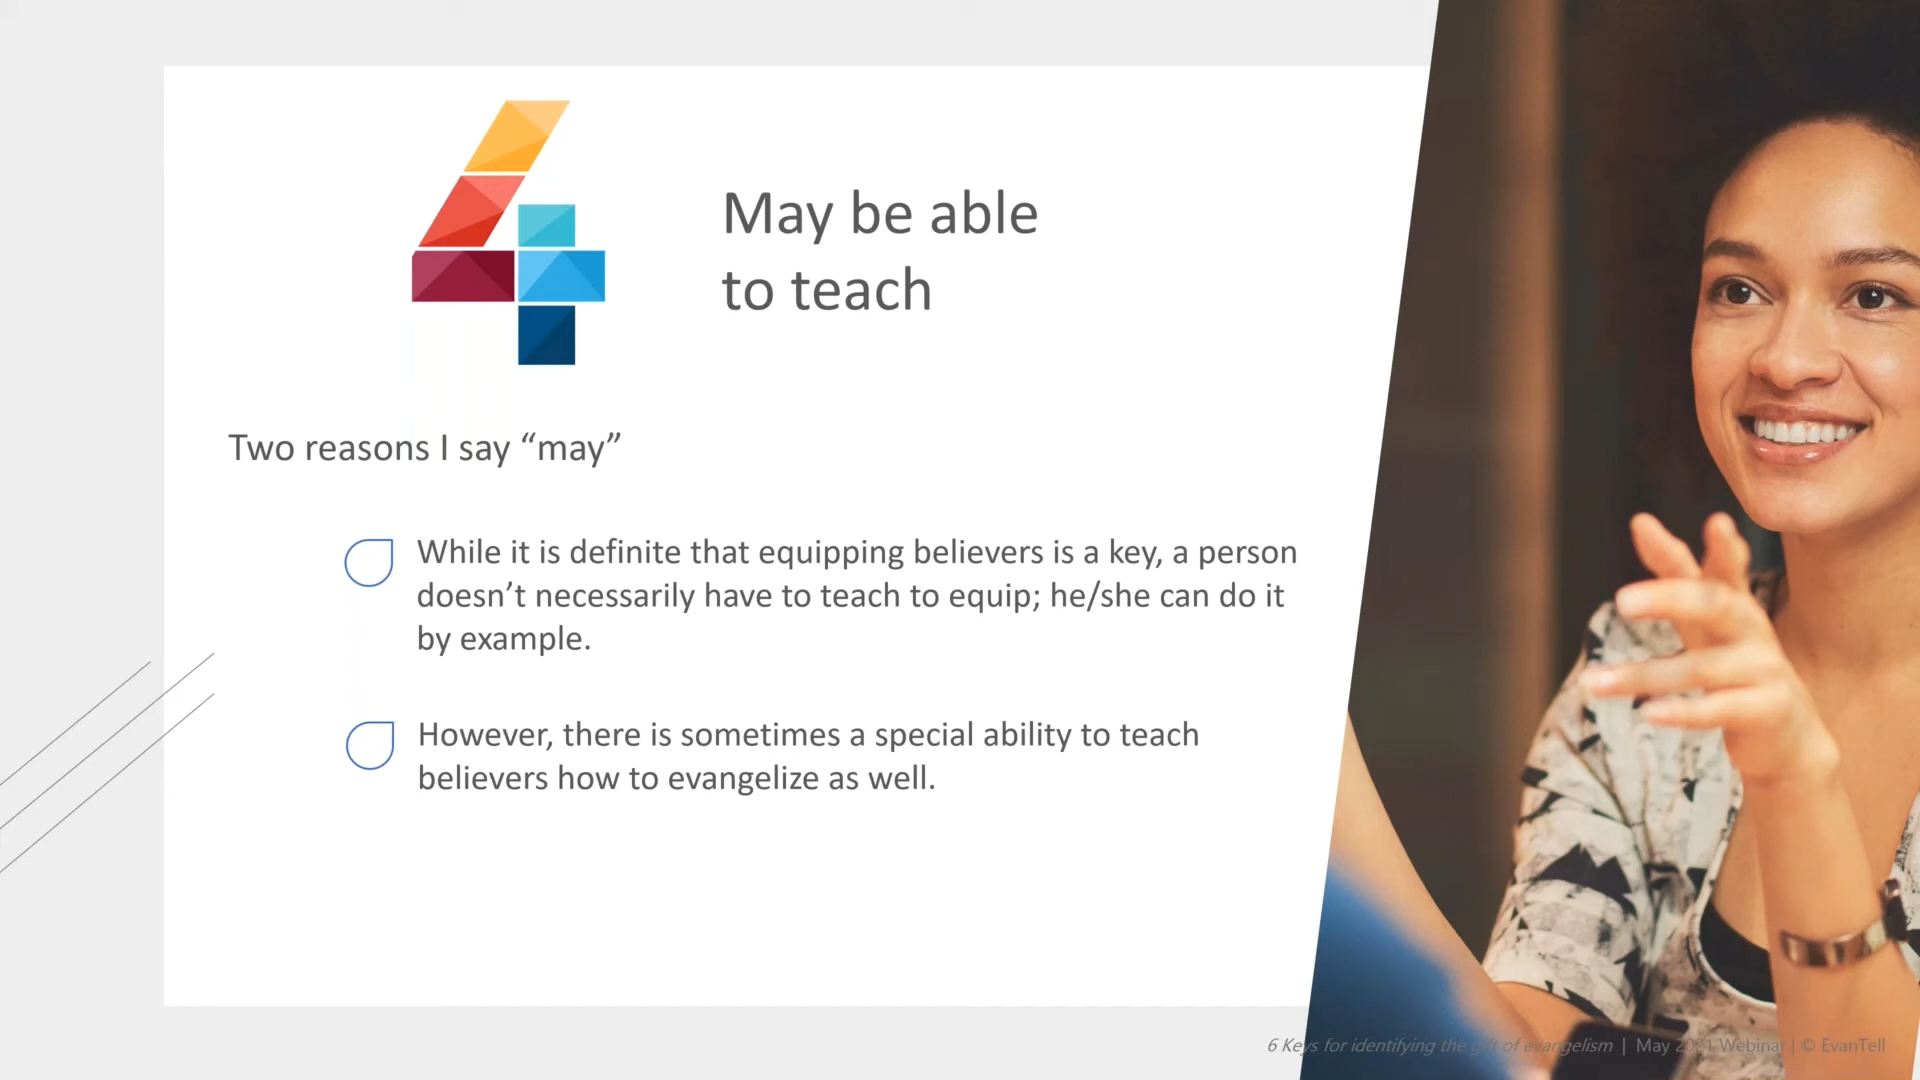 4
May be able
to teach
Two reasons I say “may”
While it is definite that equipping believers is a key, a person
doesn’t necessarily have to teach to equip; he/she can do it
by example.
However, there is sometimes a special ability to teach
believers how to evangelize as well.
6 Keys for identifying the gift of evangelism | May 2021 Webinar | © EvanTell